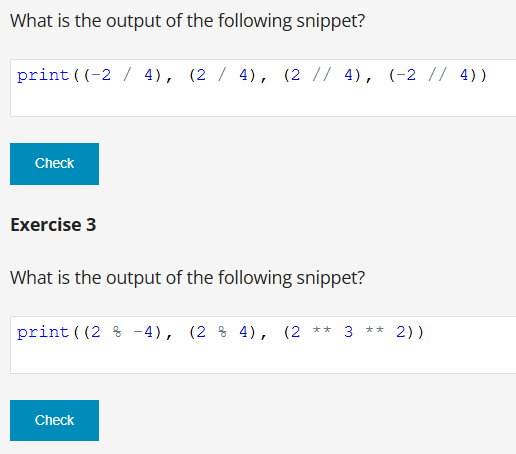 What is the output of the following snippet?
print((-2 / 4), (2 / 4), (2 // 4), (-2 // 4))
Check
Exercise 3
What is the output of the following snippet?
print((2 % -4), (2 % 4), (2 ** 3 ** 2))
Check